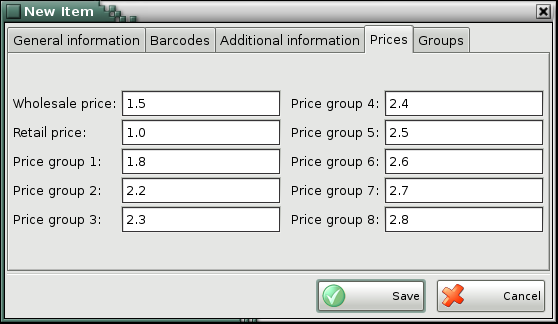 New Item
General information Barcodes Additional information Prices Groups
Wholesale price: 1.5 Price group 4: 2.4
Retail price: 1.0 Price group 5: 2.5
Price group 1: 1.8 Price group 6: 2.6
Price group 2: 2.2 Price group 7: 2.7
Price group 3: 2.3 Price group 8: 2.8
Save Cancel